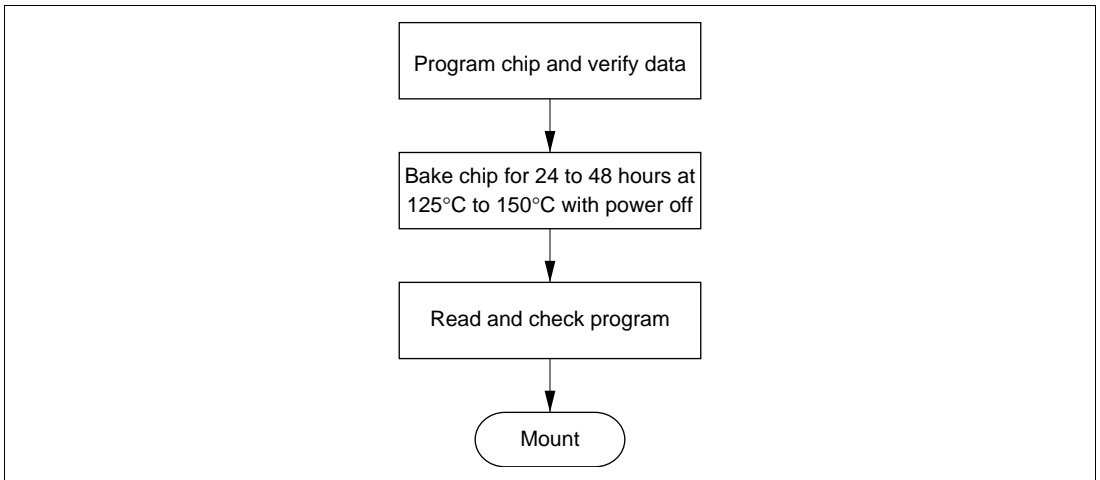 Program chip and verify data
Bake chip for 24 to 48 hours at
125°C to 150°C with power off
Read and check program
Mount